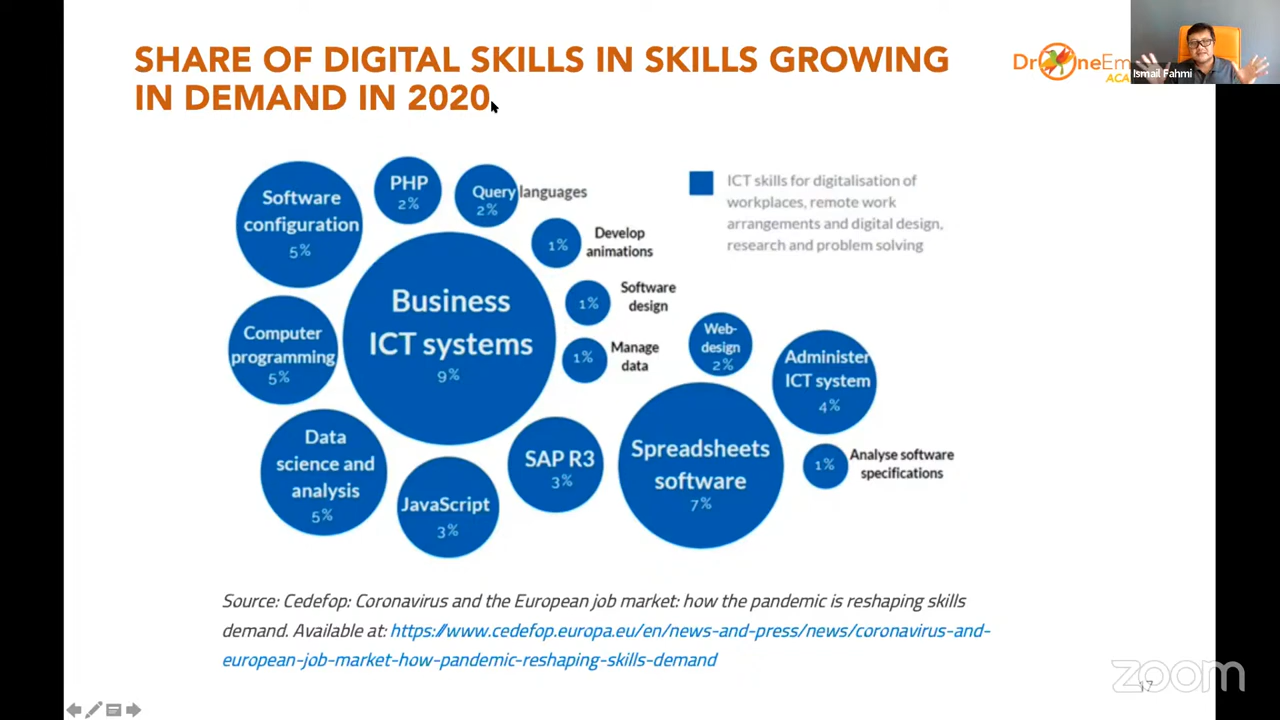 SHARE OF DIGITAL SKILLS IN SKILLS GROWING
IN DEMAND IN 2020
DroneEm
ACA
Ismail Fahmi
Software
configuration
5%
PHP
2%
Query languages
2%
1%
Develop
animations
ICT skills for digitalisation of
workplaces, remote work
arrangements and digital design,
research and problem solving
Business
ICT systems
9%
1%
Software
design
Computer
programming
5%
1%
Manage
data
Web-
design
2%
Administer
ICT system
4%
Data
science and
analysis
5%
JavaScript
3%
SAP R3
3%
Spreadsheets
software
7%
1%
Analyse software
specifications
Source: Cedefop: Coronavirus and the European job market: how the pandemic is reshaping skills
demand. Available at: https://www.cedefop.europa.eu/en/news-and-press/news/coronavirus-and-
european-job-market-how-pandemic-reshaping-skills-demand
zoom
17